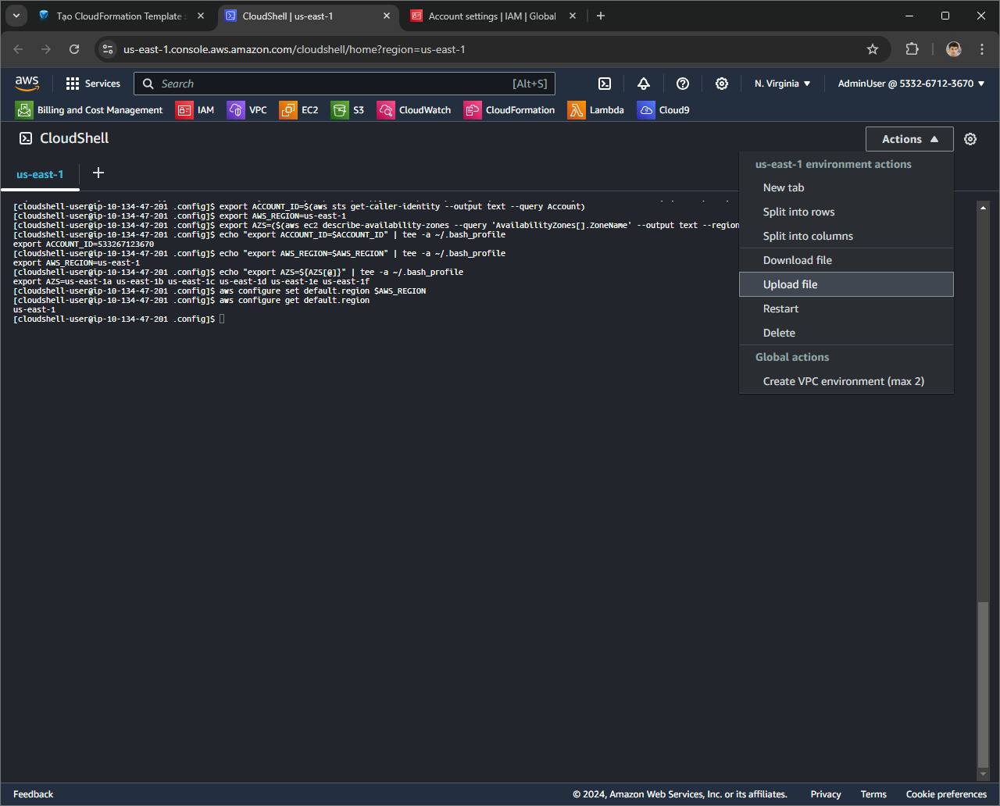 Tạo CloudFormation Template
CloudShell | us-east-1
Account settings | IAM | Global
us-east-1.console.aws.amazon.com/cloudshell/home?region=us-east-1
aws
Services
Search
[Alt+S]
N. Virginia
AdminUser @ 5332-6712-3670
Billing and Cost Management
IAM
VPC
EC2
S3
CloudWatch
CloudFormation
Lambda
Cloud9
CloudShell
Actions
us-east-1
us-east-1 environment actions
New tab
Split into rows
Split into columns
Download file
Upload file
Restart
Delete
Global actions
Create VPC environment (max 2)
[cloudshell-user@ip-10-134-47-201 .config]$ export ACCOUNT_ID=$(aws sts get-caller-identity --output text --query Account)
[cloudshell-user@ip-10-134-47-201 .config]$ export AWS_REGION=us-east-1
[cloudshell-user@ip-10-134-47-201 .config]$ export AZS=($(aws ec2 describe-availability-zones --query 'AvailabilityZones[].ZoneName' --output text --region
[cloudshell-user@ip-10-134-47-201 .config]$ echo "export ACCOUNT_ID=$ACCOUNT_ID" | tee -a ~/.bash_profile
export ACCOUNT_ID=533267123670
[cloudshell-user@ip-10-134-47-201 .config]$ echo "export AWS_REGION=$AWS_REGION" | tee -a ~/.bash_profile
export AWS_REGION=us-east-1
[cloudshell-user@ip-10-134-47-201 .config]$ echo "export AZS=${AZS[@]}" | tee -a ~/.bash_profile
export AZS=us-east-1a us-east-1b us-east-1c us-east-1d us-east-1e us-east-1f
[cloudshell-user@ip-10-134-47-201 .config]$ aws configure set default.region $AWS_REGION
[cloudshell-user@ip-10-134-47-201 .config]$ aws configure get default.region
us-east-1
[cloudshell-user@ip-10-134-47-201 .config]$
Feedback
© 2024, Amazon Web Services, Inc. or its affiliates.
Privacy
Terms
Cookie preferences